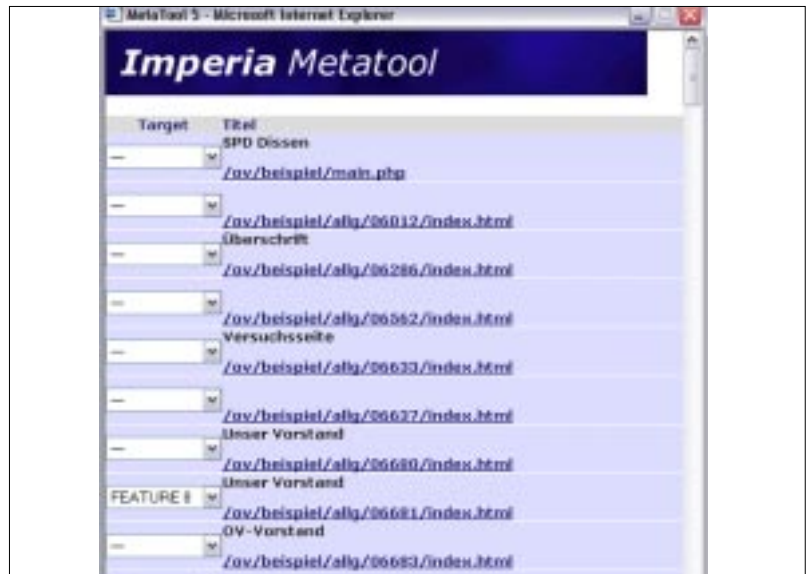 MetaTool 5 - Microsoft Internet Explorer
Imperia Metatool
Target Titel
SPD Dissen
---
/ov/beispiel/main.php
---
/ov/beispiel/allg/06012/index.html
Überschrift
---
/ov/beispiel/allg/06286/index.html
---
/ov/beispiel/allg/06562/index.html
Versuchsseite
---
/ov/beispiel/allg/06633/index.html
---
/ov/beispiel/allg/06637/index.html
Unser Vorstand
---
/ov/beispiel/allg/06680/index.html
Unser Vorstand
FEATURE 8
/ov/beispiel/allg/06681/index.html
OV-Vorstand
---
/ov/beispiel/allg/06683/index.html